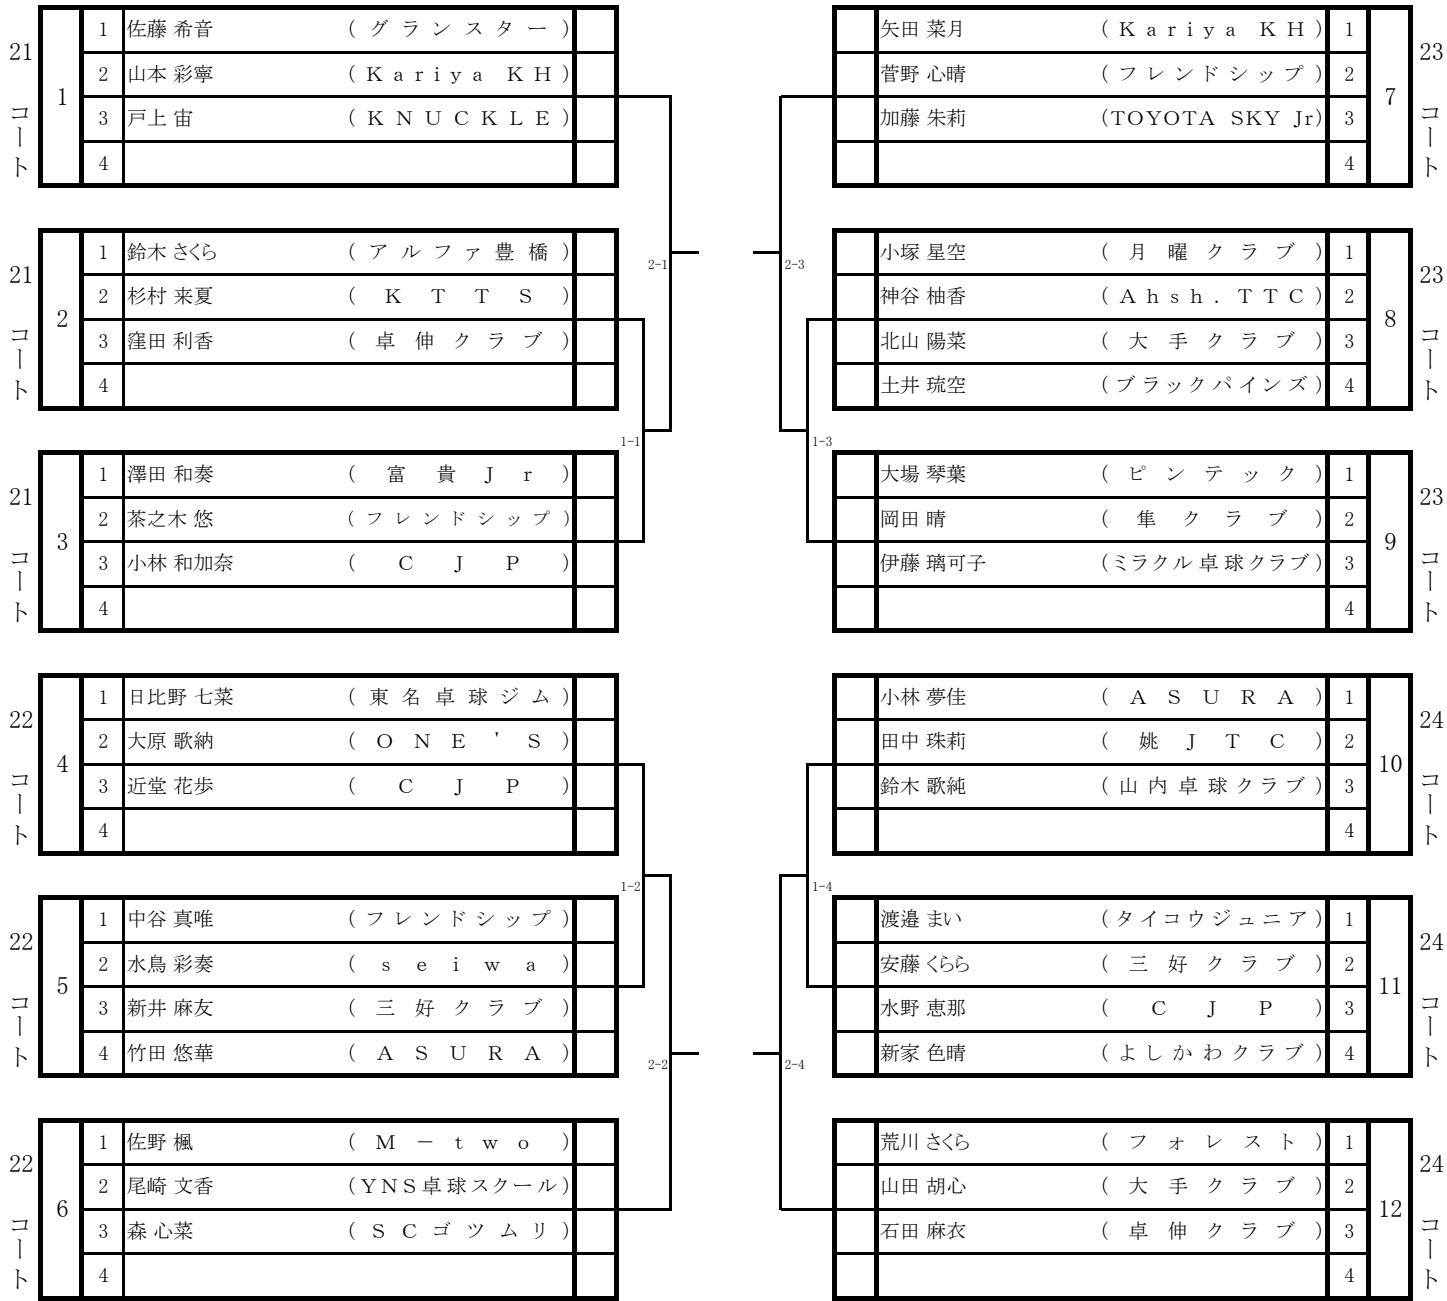 21 コート
1
1 佐藤 希音 (グランスター)
2 山本 彩寧 (Kariya KH)
3 戸上 宙 (KNUCKLE)
4
21 コート
2
1 鈴木 さくら (アルファ豊橋)
2 杉村 来夏 (KTTS)
3 窪田 利香 (卓伸クラブ)
4
21 コート
3
1 澤田 和奏 (富貴Jr)
2 茶之木 悠 (フレンドシップ)
3 小林 和加奈 (CJP)
4
22 コート
4
1 日比野 七菜 (東名卓球ジム)
2 大原 歌納 (ONE'S)
3 近堂 花歩 (CJP)
4
22 コート
5
1 中谷 真唯 (フレンドシップ)
2 水鳥 彩奏 (seiwa)
3 新井 麻友 (三好クラブ)
4 竹田 悠華 (ASURA)
22 コート
6
1 佐野 楓 (M－two)
2 尾崎 文香 (YNS卓球スクール)
3 森 心菜 (SCゴツムリ)
4
2-1
1-1
1-2
2-2
2-3
1-3
1-4
2-4
矢田 菜月 (Kariya KH) 1
菅野 心晴 (フレンドシップ) 2
加藤 朱莉 (TOYOTA SKY Jr) 3
4
7
23 コート
小塚 星空 (月曜クラブ) 1
神谷 柚香 (Ahsh.TTC) 2
北山 陽菜 (大手クラブ) 3
土井 琉空 (ブラックパインズ) 4
8
23 コート
大場 琴葉 (ピンテック) 1
岡田 晴 (隼クラブ) 2
伊藤 璃可子 (ミラクル卓球クラブ) 3
4
9
23 コート
小林 夢佳 (ASURA) 1
田中 珠莉 (姚JTC) 2
鈴木 歌純 (山内卓球クラブ) 3
4
10
24 コート
渡邉 まい (タイコウジュニア) 1
安藤 くらら (三好クラブ) 2
水野 恵那 (CJP) 3
新家 色晴 (よしかわクラブ) 4
11
24 コート
荒川 さくら (フォレスト) 1
山田 胡心 (大手クラブ) 2
石田 麻衣 (卓伸クラブ) 3
4
12
24 コート